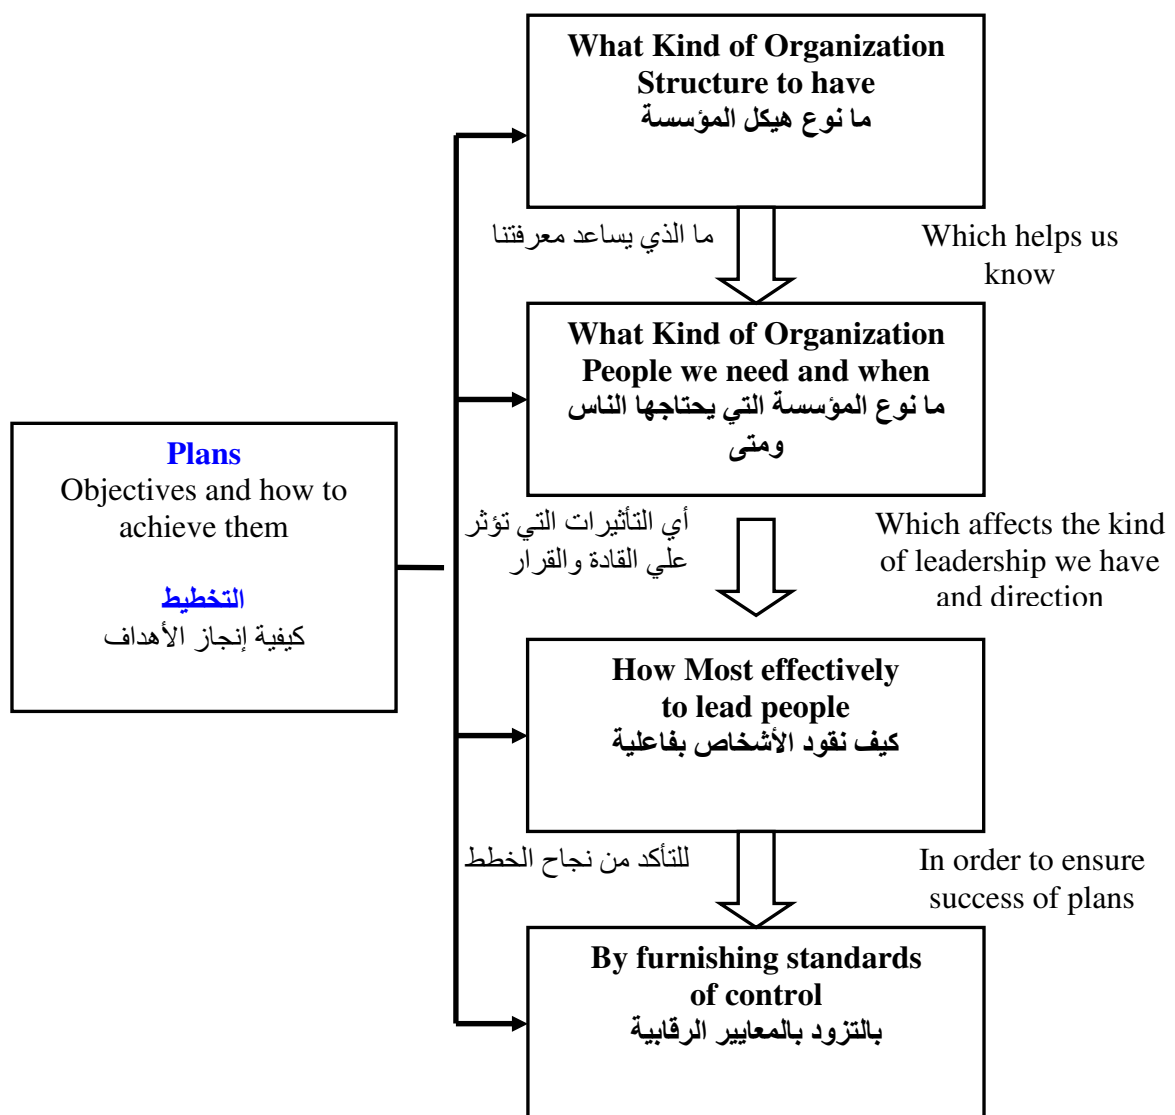 What Kind of Organization
Structure to have
ما نوع هيكل المؤسسة
ما الذي يساعد معرفتنا
Which helps us
know
What Kind of Organization
People we need and when
ما نوع المؤسسة التي يحتاجها الناس
ومتى
Plans
Objectives and how to
achieve them
التخطيط
كيفية إنجاز الأهداف
أي التأثيرات التي تؤثر
علي القادة والقرار
Which affects the kind
of leadership we have
and direction
How Most effectively
to lead people
كيف نقود الأشخاص بفاعلية
للتأكد من نجاح الخطط
In order to ensure
success of plans
By furnishing standards
of control
بالتزود بالمعايير الرقابية